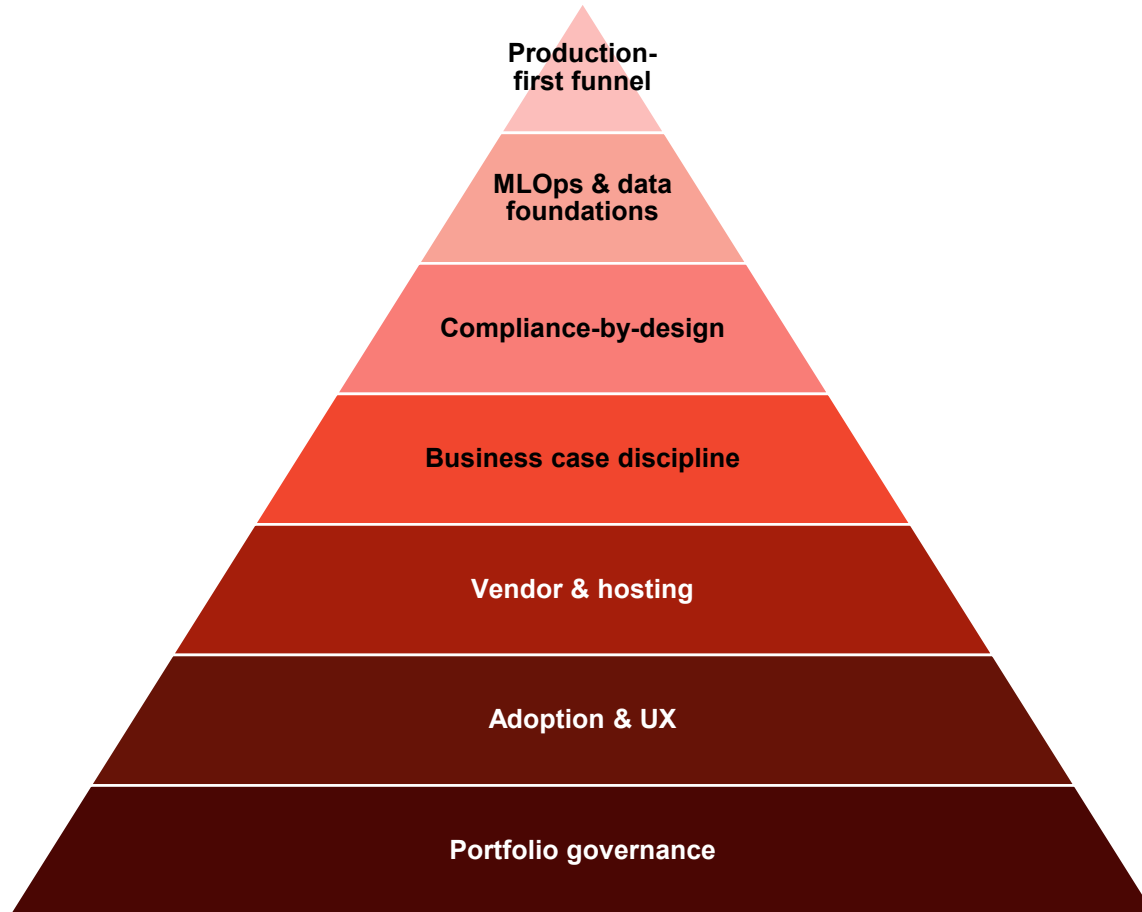 Production-
first funnel
MLOps & data
foundations
Compliance-by-design
Business case discipline
Vendor & hosting
Adoption & UX
Portfolio governance